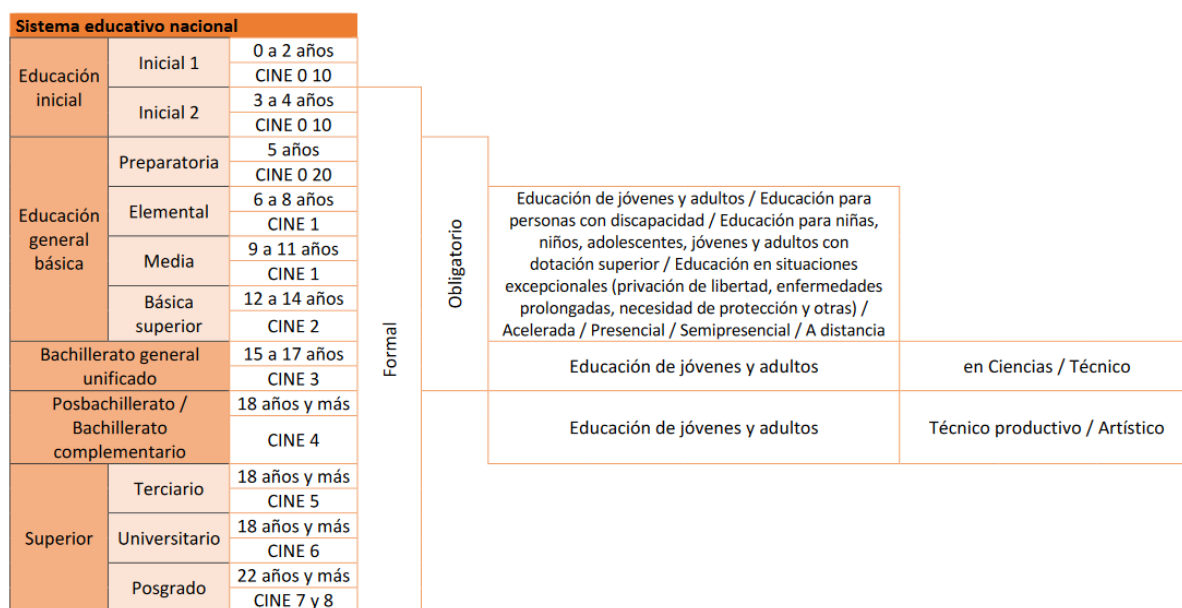 Sistema educativo nacional
Educación
inicial
Inicial 1
0 a 2 años
CINE 0 10
Inicial 2
3 a 4 años
CINE 0 10
Educación
general
básica
Preparatoria
5 años
CINE 0 20
Elemental
6 a 8 años
CINE 1
Media
9 a 11 años
CINE 1
Básica
superior
12 a 14 años
CINE 2
Bachillerato general
unificado
15 a 17 años
CINE 3
Posbachillerato /
Bachillerato
complementario
18 años y más
CINE 4
Superior
Terciario
18 años y más
CINE 5
Universitario
18 años y más
CINE 6
Posgrado
22 años y más
CINE 7 y 8
Formal
Obligatorio
Educación de jóvenes y adultos / Educación para
personas con discapacidad / Educación para niñas,
niños, adolescentes, jóvenes y adultos con
dotación superior / Educación en situaciones
excepcionales (privación de libertad, enfermedades
prolongadas, necesidad de protección y otras) /
Acelerada / Presencial / Semipresencial / A distancia
Educación de jóvenes y adultos
en Ciencias / Técnico
Educación de jóvenes y adultos
Técnico productivo / Artístico